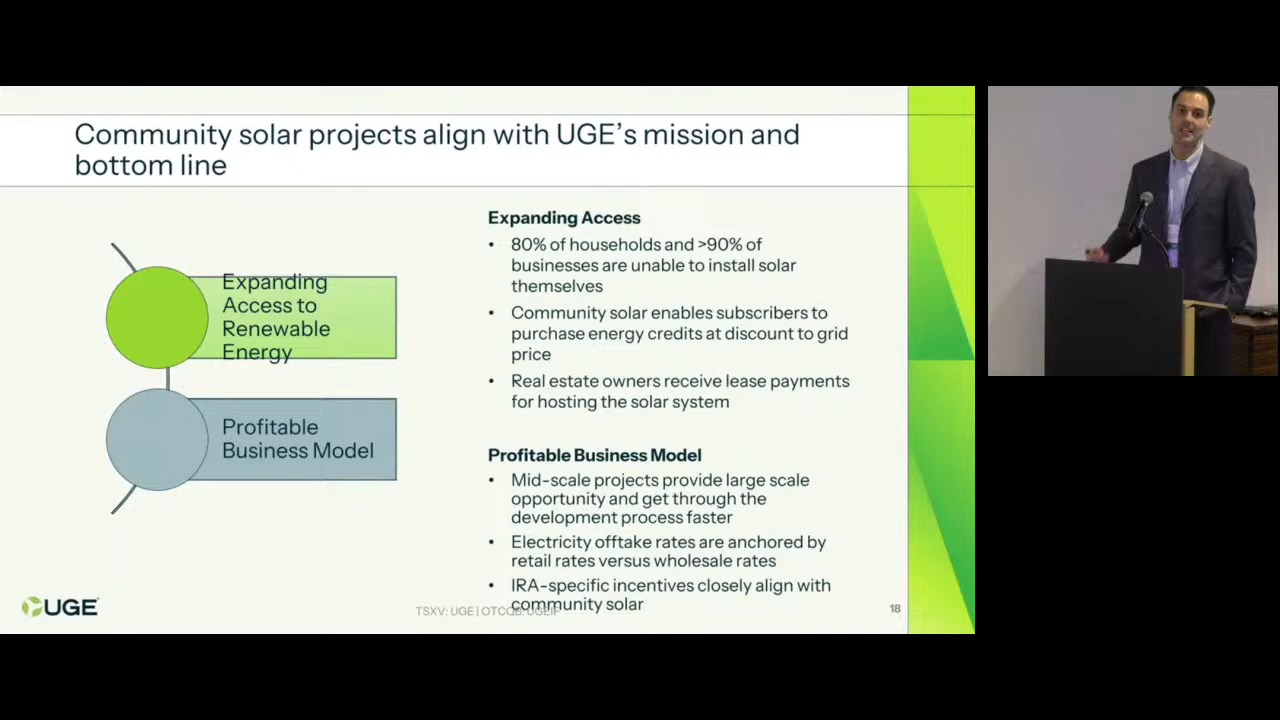 Community solar projects align with UGE's mission and
bottom line
Expanding
Access to
Renewable
Energy
Profitable
Business Model
Expanding Access
• 80% of households and >90% of
businesses are unable to install solar
themselves
• Community solar enables subscribers to
purchase energy credits at discount to grid
price
• Real estate owners receive lease payments
for hosting the solar system
Profitable Business Model
• Mid-scale projects provide large scale
opportunity and get through the
development process faster
• Electricity offtake rates are anchored by
retail rates versus wholesale rates
• IRA-specific incentives closely align with
community solar
UGE
TSXV: UGE | OTCQB: UGEIF
18